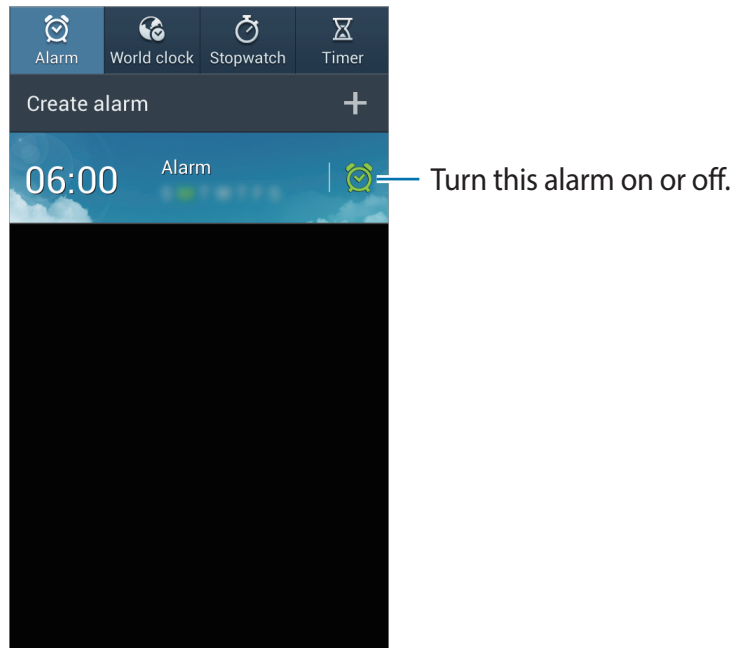 Alarm World clock Stopwatch Timer
Create alarm
06:00 Alarm
Turn this alarm on or off.